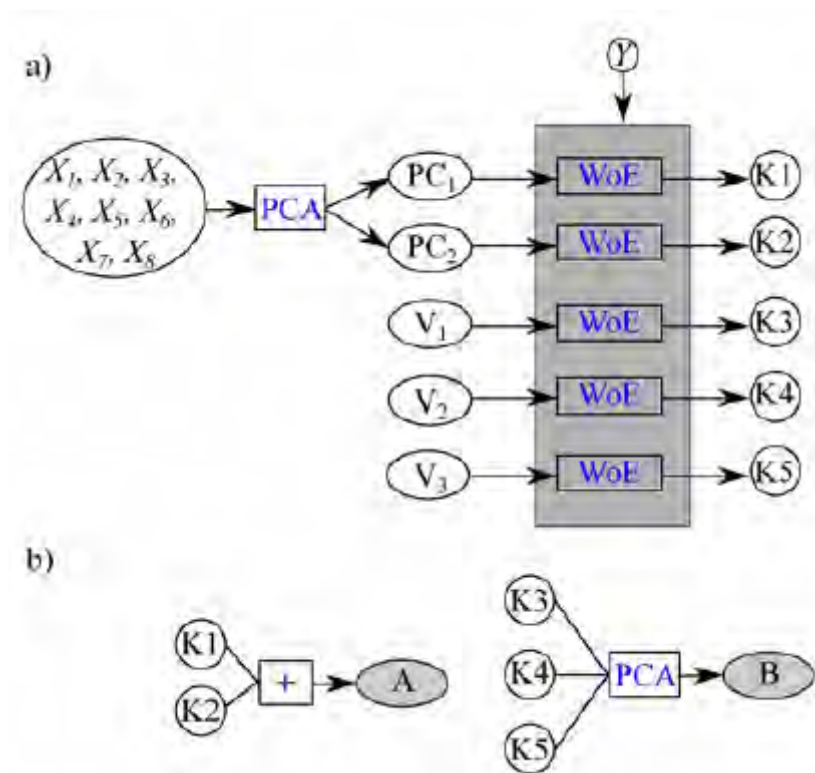 a)
Y
X₁, X₂, X₃,
X₄, X₅, X₆,
X₇, X₈
PCA
PC₁
WoE
K1
PC₂
WoE
K2
V₁
WoE
K3
V₂
WoE
K4
V₃
WoE
K5
b)
K1
K2
+
A
K3
K4
K5
PCA
B